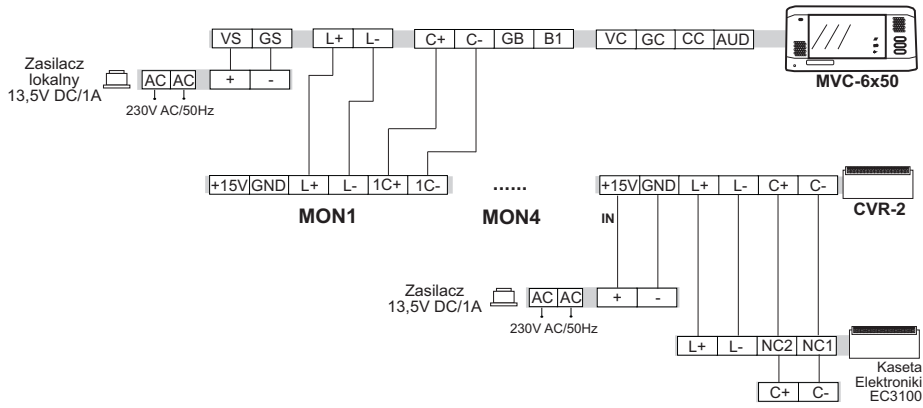 VS GS L+ L- C+ C- GB B1 VC GC CC AUD
MVC-6x50
Zasilacz
lokalny
13,5V DC/1A
AC AC + -
230V AC/50Hz
+15V GND L+ L- 1C+ 1C-
MON1
......
MON4
+15V GND L+ L- C+ C-
CVR-2
IN
Zasilacz
13,5V DC/1A
AC AC + -
230V AC/50Hz
L+ L- NC2 NC1
Kaseta
Elektroniki
EC3100
C+ C-